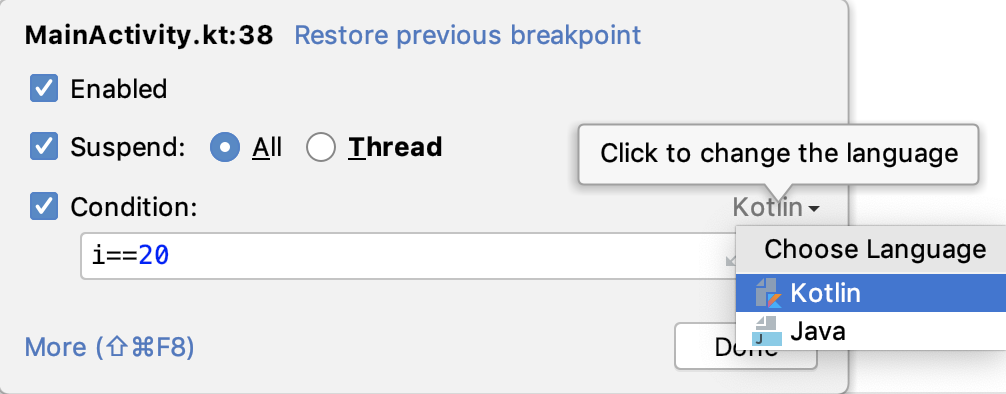 MainActivity.kt:38 Restore previous breakpoint
Enabled
Suspend: All Thread
Click to change the language
Condition: Kotlin
i==20
Choose Language
Kotlin
Java
More (⇧⌘F8)
Done